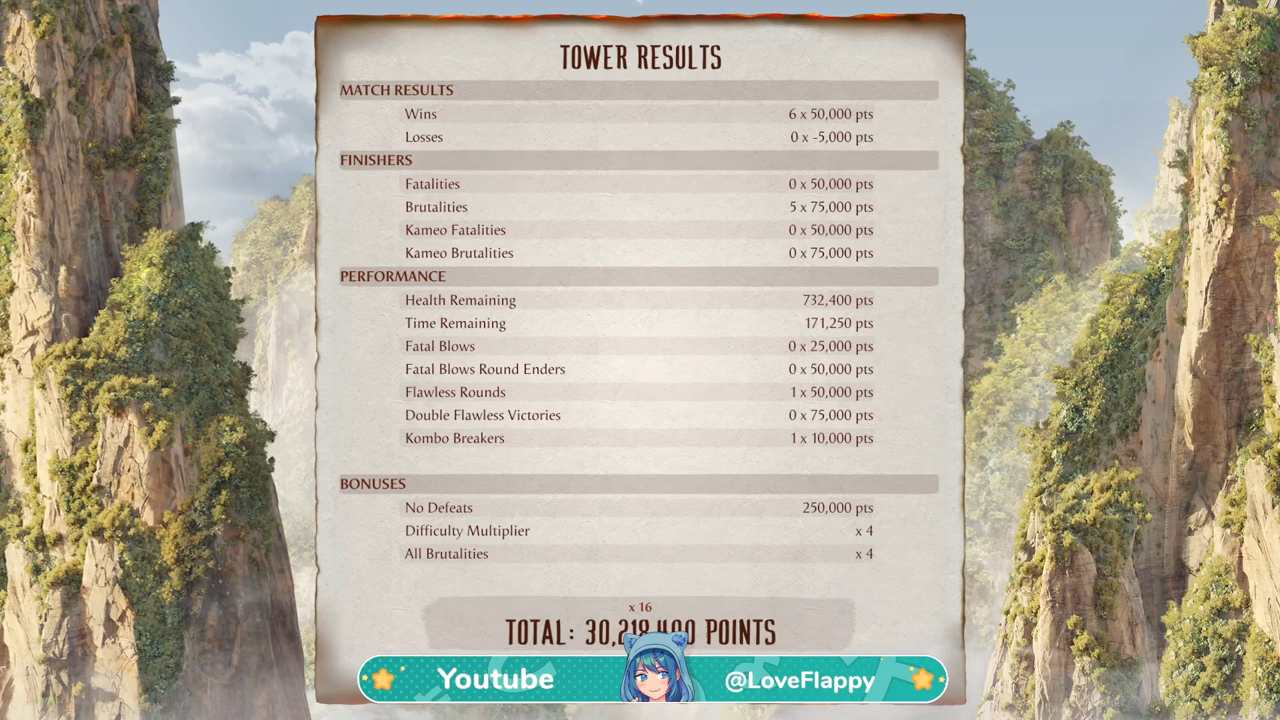 TOWER RESULTS
MATCH RESULTS
Wins 6 x 50,000 pts
Losses 0 x -5,000 pts
FINISHERS
Fatalities 0 x 50,000 pts
Brutalities 5 x 75,000 pts
Kameo Fatalities 0 x 50,000 pts
Kameo Brutalities 0 x 75,000 pts
PERFORMANCE
Health Remaining 732,400 pts
Time Remaining 171,250 pts
Fatal Blows 0 x 25,000 pts
Fatal Blows Round Enders 0 x 50,000 pts
Flawless Rounds 1 x 50,000 pts
Double Flawless Victories 0 x 75,000 pts
Kombo Breakers 1 x 10,000 pts
BONUSES
No Defeats 250,000 pts
Difficulty Multiplier x 4
All Brutalities x 4
x 16
TOTAL: 30,218,400 POINTS
Youtube @LoveFlappy